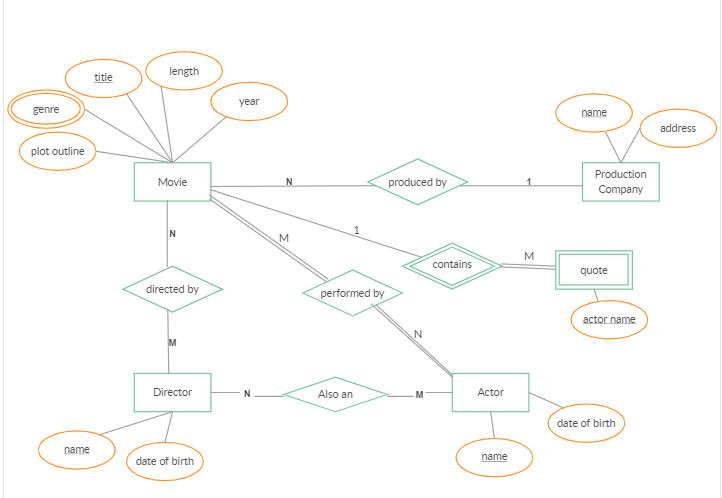 title
length
genre
year
plot outline
name
address
Movie
N
produced by
1
Production
Company
N
M
1
contains
M
quote
directed by
performed by
actor name
M
N
Director
N
Also an
M
Actor
name
date of birth
name
date of birth